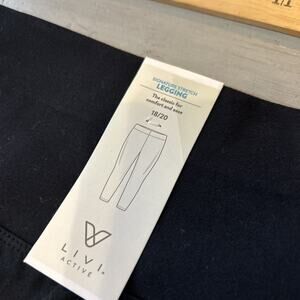 SIGNATURE STRETCH
LEGGING
The classic for
comfort and ease
18/20
LIVI
ACTIVE